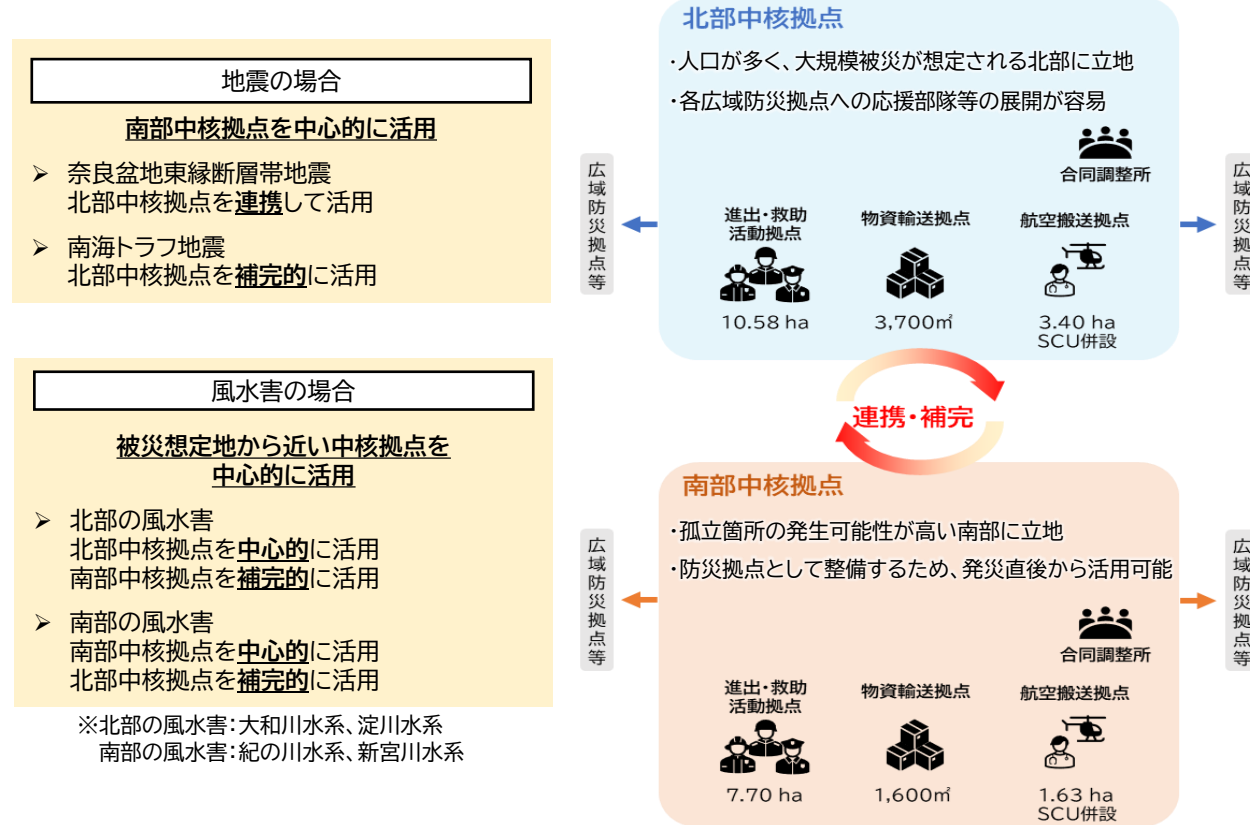 地震の場合
南部中核拠点を中心的に活用
➢ 奈良盆地東縁断層帯地震
北部中核拠点を連携して活用
➢ 南海トラフ地震
北部中核拠点を補完的に活用
風水害の場合
被災想定地から近い中核拠点を
中心的に活用
➢ 北部の風水害
北部中核拠点を中心的に活用
南部中核拠点を補完的に活用
➢ 南部の風水害
南部中核拠点を中心的に活用
北部中核拠点を補完的に活用
※北部の風水害：大和川水系、淀川水系
南部の風水害：紀の川水系、新宮川水系
北部中核拠点
・人口が多く、大規模被災が想定される北部に立地
・各広域防災拠点への応援部隊等の展開が容易
合同調整所
広域防災拠点等
進出・救助
活動拠点
10.58 ha
物資輸送拠点
3,700㎡
航空搬送拠点
3.40 ha
SCU併設
広域防災拠点等
連携・補完
南部中核拠点
・孤立箇所の発生可能性が高い南部に立地
・防災拠点として整備するため、発災直後から活用可能
合同調整所
広域防災拠点等
進出・救助
活動拠点
7.70 ha
物資輸送拠点
1,600㎡
航空搬送拠点
1.63 ha
SCU併設
広域防災拠点等